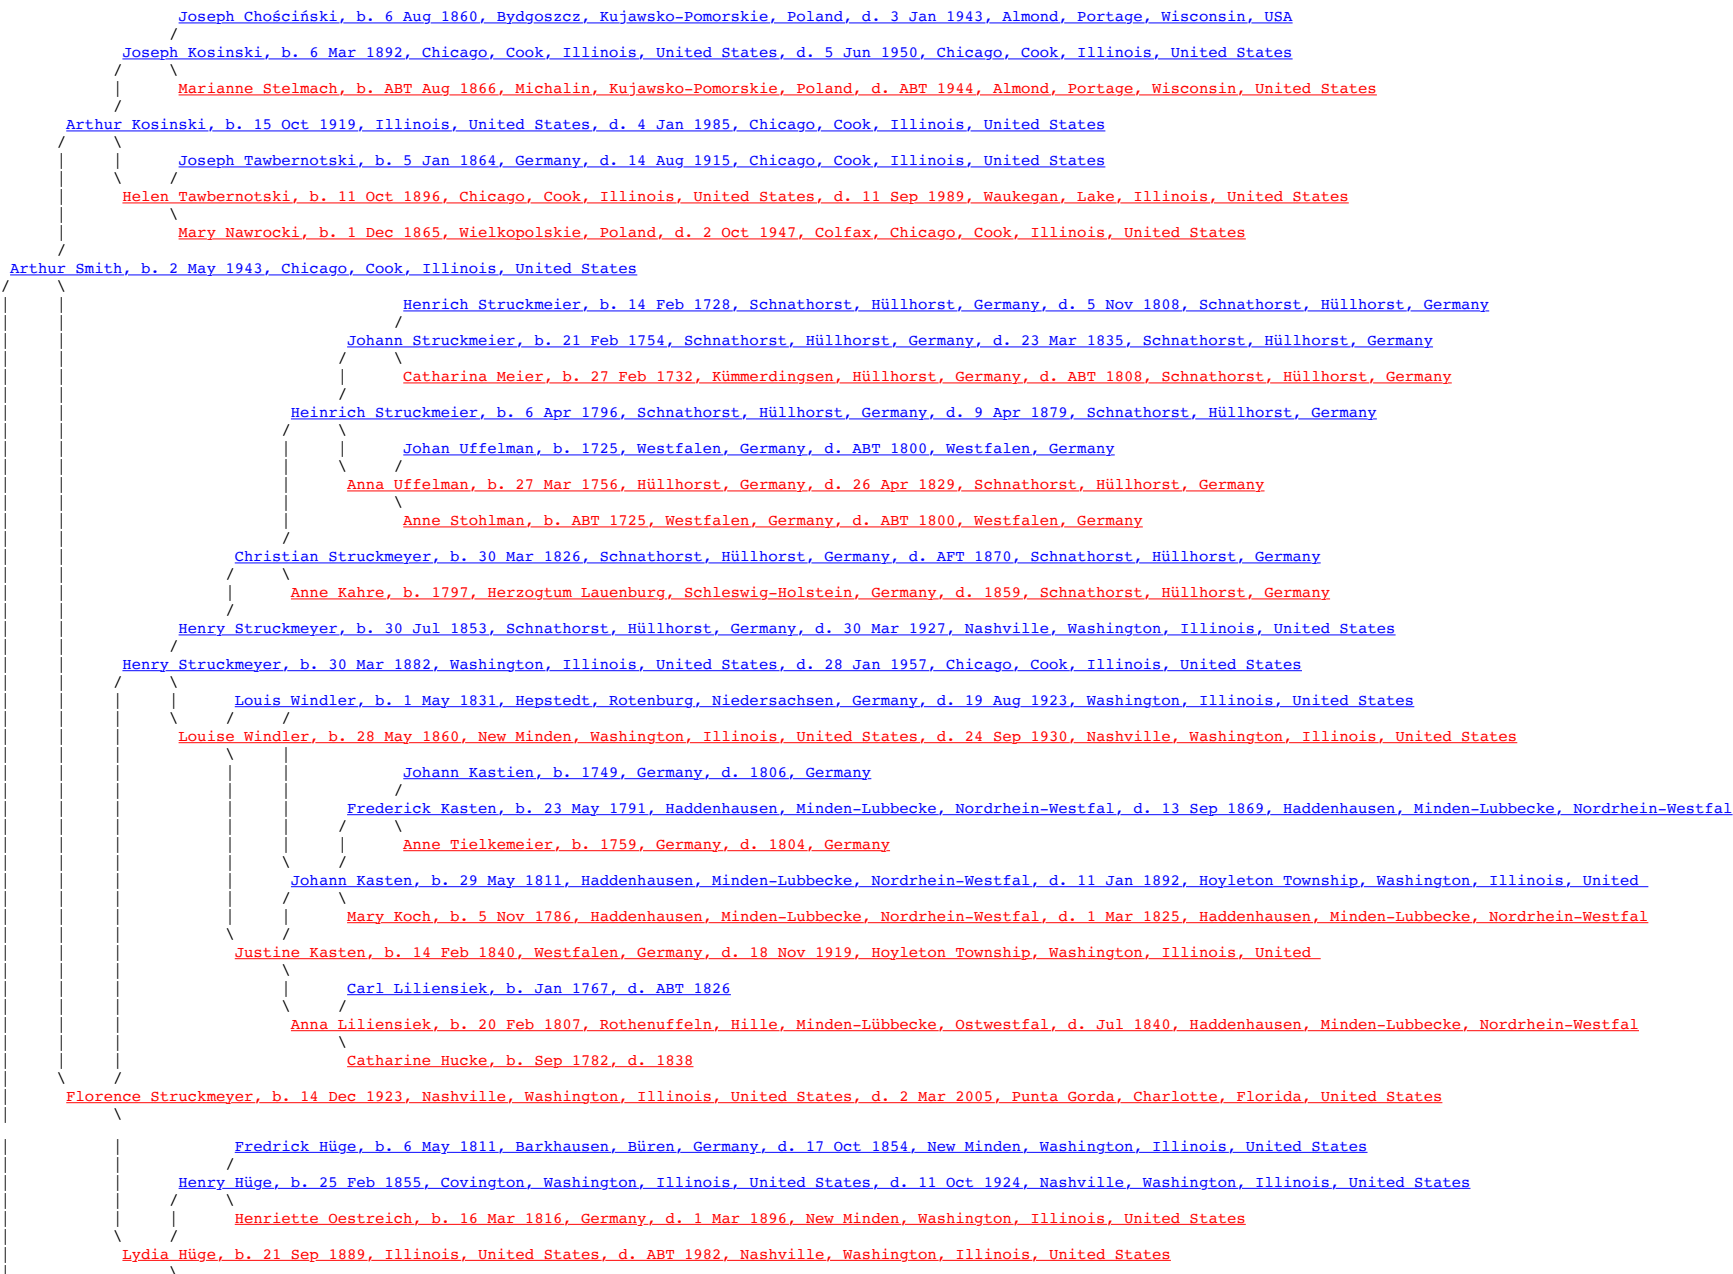 Joseph Chościński, b. 6 Aug 1860, Bydgoszcz, Kujawsko-Pomorskie, Poland, d. 3 Jan 1943, Almond, Portage, Wisconsin, USA
Joseph Kosinski, b. 6 Mar 1892, Chicago, Cook, Illinois, United States, d. 5 Jun 1950, Chicago, Cook, Illinois, United States
Marianne Stelmach, b. ABT Aug 1866, Michalin, Kujawsko-Pomorskie, Poland, d. ABT 1944, Almond, Portage, Wisconsin, United States
Arthur Kosinski, b. 15 Oct 1919, Illinois, United States, d. 4 Jan 1985, Chicago, Cook, Illinois, United States
Joseph Tawbernotski, b. 5 Jan 1864, Germany, d. 14 Aug 1915, Chicago, Cook, Illinois, United States
Helen Tawbernotski, b. 11 Oct 1896, Chicago, Cook, Illinois, United States, d. 11 Sep 1989, Waukegan, Lake, Illinois, United States
Mary Nawrocki, b. 1 Dec 1865, Wielkopolskie, Poland, d. 2 Oct 1947, Colfax, Chicago, Cook, Illinois, United States
Arthur Smith, b. 2 May 1943, Chicago, Cook, Illinois, United States
Henrich Struckmeier, b. 14 Feb 1728, Schnathorst, Hüllhorst, Germany, d. 5 Nov 1808, Schnathorst, Hüllhorst, Germany
Johann Struckmeier, b. 21 Feb 1754, Schnathorst, Hüllhorst, Germany, d. 23 Mar 1835, Schnathorst, Hüllhorst, Germany
Catharina Meier, b. 27 Feb 1732, Kümmerdingsen, Hüllhorst, Germany, d. ABT 1808, Schnathorst, Hüllhorst, Germany
Heinrich Struckmeier, b. 6 Apr 1796, Schnathorst, Hüllhorst, Germany, d. 9 Apr 1879, Schnathorst, Hüllhorst, Germany
Johan Uffelman, b. 1725, Westfalen, Germany, d. ABT 1800, Westfalen, Germany
Anna Uffelman, b. 27 Mar 1756, Hüllhorst, Germany, d. 26 Apr 1829, Schnathorst, Hüllhorst, Germany
Anne Stohlman, b. ABT 1725, Westfalen, Germany, d. ABT 1800, Westfalen, Germany
Christian Struckmeyer, b. 30 Mar 1826, Schnathorst, Hüllhorst, Germany, d. AFT 1870, Schnathorst, Hüllhorst, Germany
Anne Kahre, b. 1797, Herzogtum Lauenburg, Schleswig-Holstein, Germany, d. 1859, Schnathorst, Hüllhorst, Germany
Henry Struckmeyer, b. 30 Jul 1853, Schnathorst, Hüllhorst, Germany, d. 30 Mar 1927, Nashville, Washington, Illinois, United States
Henry Struckmeyer, b. 30 Mar 1882, Washington, Illinois, United States, d. 28 Jan 1957, Chicago, Cook, Illinois, United States
Louis Windler, b. 1 May 1831, Hepstedt, Rotenburg, Niedersachsen, Germany, d. 19 Aug 1923, Washington, Illinois, United States
Louise Windler, b. 28 May 1860, New Minden, Washington, Illinois, United States, d. 24 Sep 1930, Nashville, Washington, Illinois, United States
Johann Kastien, b. 1749, Germany, d. 1806, Germany
Frederick Kasten, b. 23 May 1791, Haddenhausen, Minden-Lubbecke, Nordrhein-Westfal, d. 13 Sep 1869, Haddenhausen, Minden-Lubbecke, Nordrhein-Westfal
Anne Tielkemeier, b. 1759, Germany, d. 1804, Germany
Johann Kasten, b. 29 May 1811, Haddenhausen, Minden-Lubbecke, Nordrhein-Westfal, d. 11 Jan 1892, Hoyleton Township, Washington, Illinois, United
Mary Koch, b. 5 Nov 1786, Haddenhausen, Minden-Lubbecke, Nordrhein-Westfal, d. 1 Mar 1825, Haddenhausen, Minden-Lubbecke, Nordrhein-Westfal
Justine Kasten, b. 14 Feb 1840, Westfalen, Germany, d. 18 Nov 1919, Hoyleton Township, Washington, Illinois, United
Carl Liliensiek, b. Jan 1767, d. ABT 1826
Anna Liliensiek, b. 20 Feb 1807, Rothenuffeln, Hille, Minden-Lübbecke, Ostwestfal, d. Jul 1840, Haddenhausen, Minden-Lubbecke, Nordrhein-Westfal
Catharine Hucke, b. Sep 1782, d. 1838
Florence Struckmeyer, b. 14 Dec 1923, Nashville, Washington, Illinois, United States, d. 2 Mar 2005, Punta Gorda, Charlotte, Florida, United States
Fredrick Hüge, b. 6 May 1811, Barkhausen, Büren, Germany, d. 17 Oct 1854, New Minden, Washington, Illinois, United States
Henry Hüge, b. 25 Feb 1855, Covington, Washington, Illinois, United States, d. 11 Oct 1924, Nashville, Washington, Illinois, United States
Henriette Oestreich, b. 16 Mar 1816, Germany, d. 1 Mar 1896, New Minden, Washington, Illinois, United States
Lydia Hüge, b. 21 Sep 1889, Illinois, United States, d. ABT 1982, Nashville, Washington, Illinois, United States